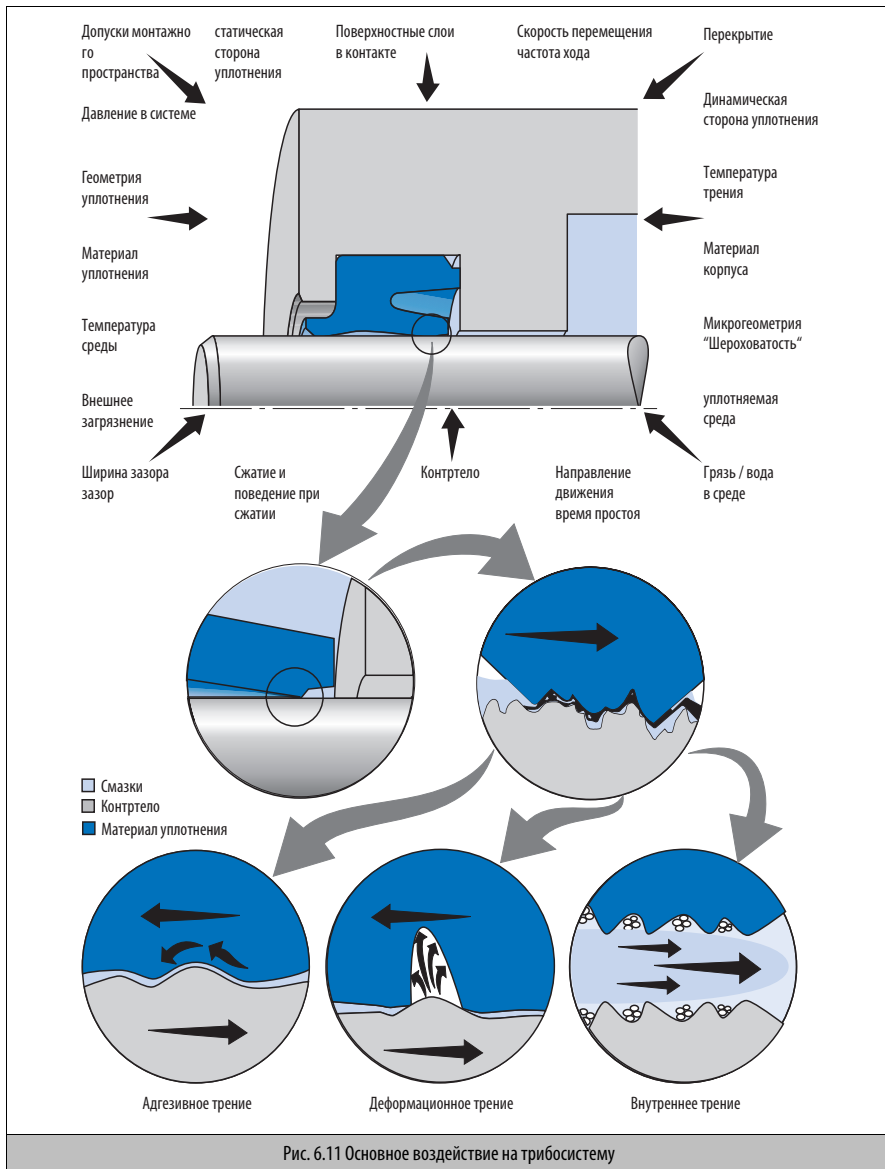 Допуски монтажно
го
пространства
статическая
сторона
уплотнения
Поверхностные слои
в контакте
Скорость перемещения
частота хода
Перекрытие
Давление в системе
Динамическая
сторона уплотнения
Геометрия
уплотнения
Температура
трения
Материал
уплотнения
Материал
корпуса
Температура
среды
Микрогеометрия
“Шероховатость“
Внешнее
загрязнение
уплотняемая
среда
Ширина зазора
зазор
Сжатие и
поведение при
сжатии
Контртело
Направление
движения
время простоя
Грязь / вода
в среде
Смазки
Контртело
Материал уплотнения
Адгезивное трение
Деформационное трение
Внутреннее трение
Рис. 6.11 Основное воздействие на трибосистему